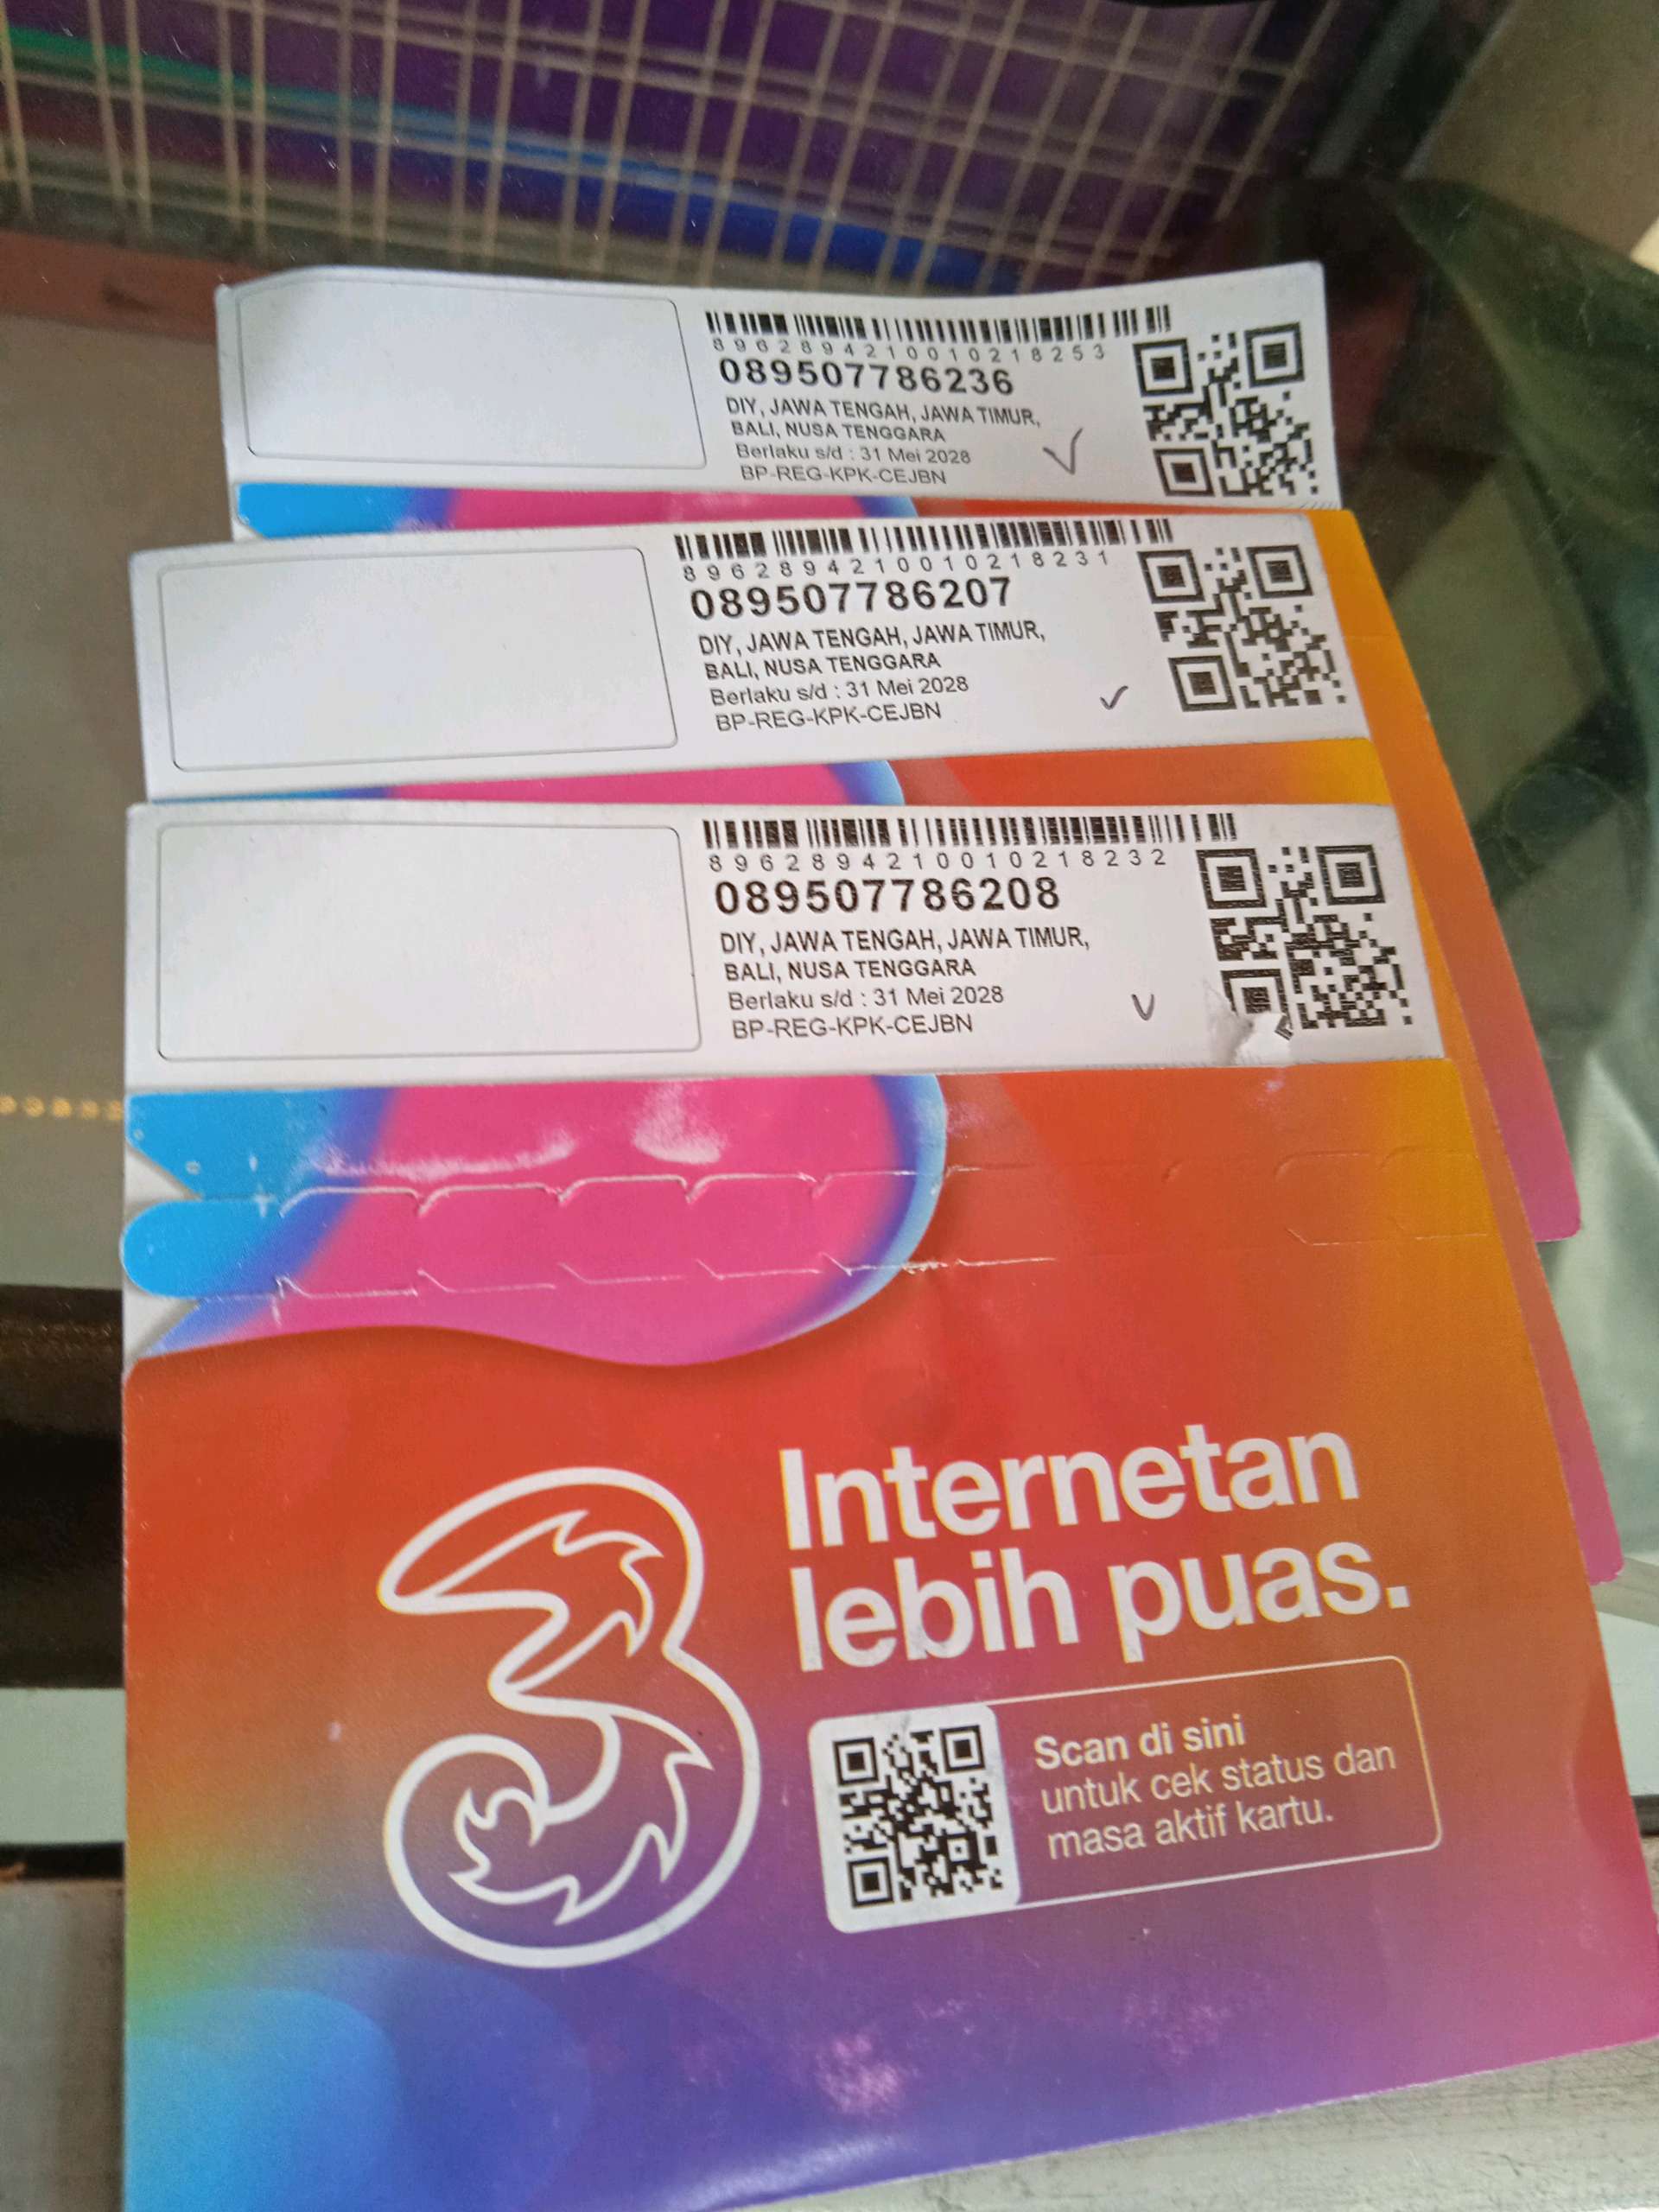 8962894210010218253
089507786236
DIY, JAWA TENGAH, JAWA TIMUR,
BALI, NUSA TENGGARA
Berlaku s/d : 31 Mei 2028
BP-REG-KPK-CEJBN
8962894210010218231
089507786207
DIY, JAWA TENGAH, JAWA TIMUR,
BALI, NUSA TENGGARA
Berlaku s/d : 31 Mei 2028
BP-REG-KPK-CEJBN
8962894210010218232
089507786208
DIY, JAWA TENGAH, JAWA TIMUR,
BALI, NUSA TENGGARA
Berlaku s/d : 31 Mei 2028
BP-REG-KPK-CEJBN
3
Internetan
lebih puas.
Scan di sini
untuk cek status dan
masa aktif kartu.